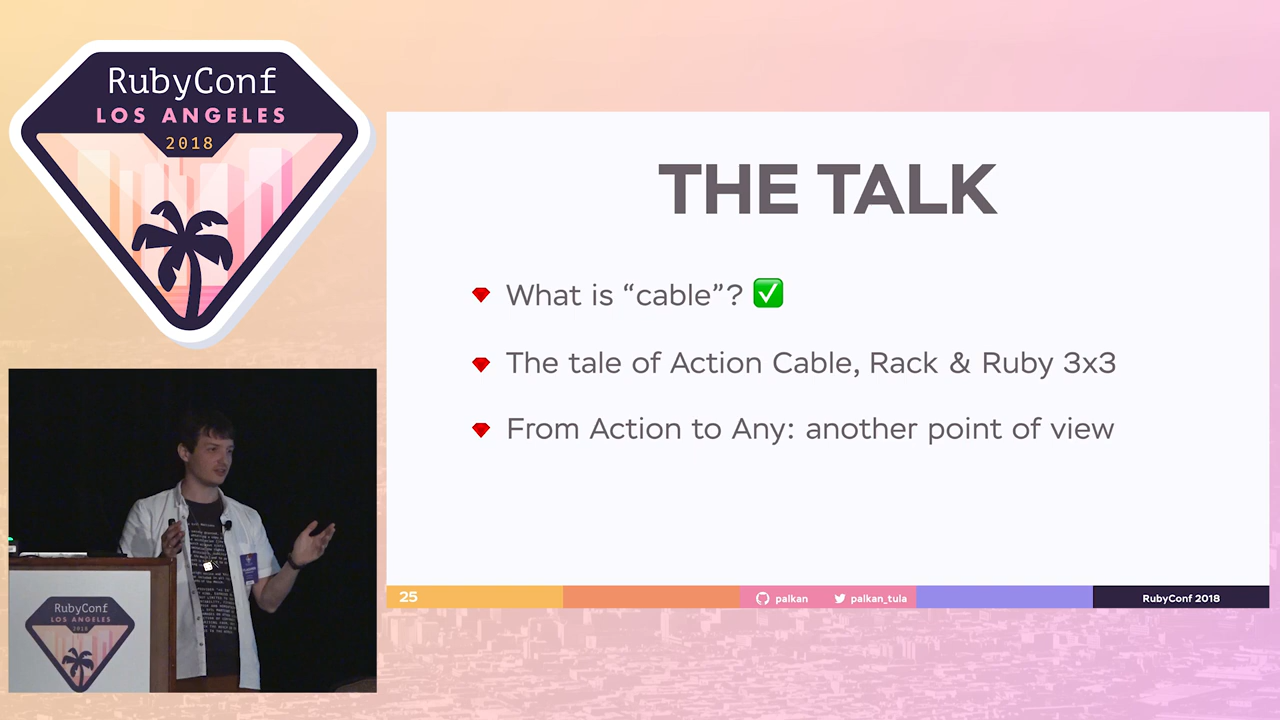 RubyConf
LOS ANGELES
2018
THE TALK
What is “cable”? ✅
The tale of Action Cable, Rack & Ruby 3x3
From Action to Any: another point of view
25
palkan
palkan_tula
RubyConf 2018
RubyConf
LOS ANGELES
2018